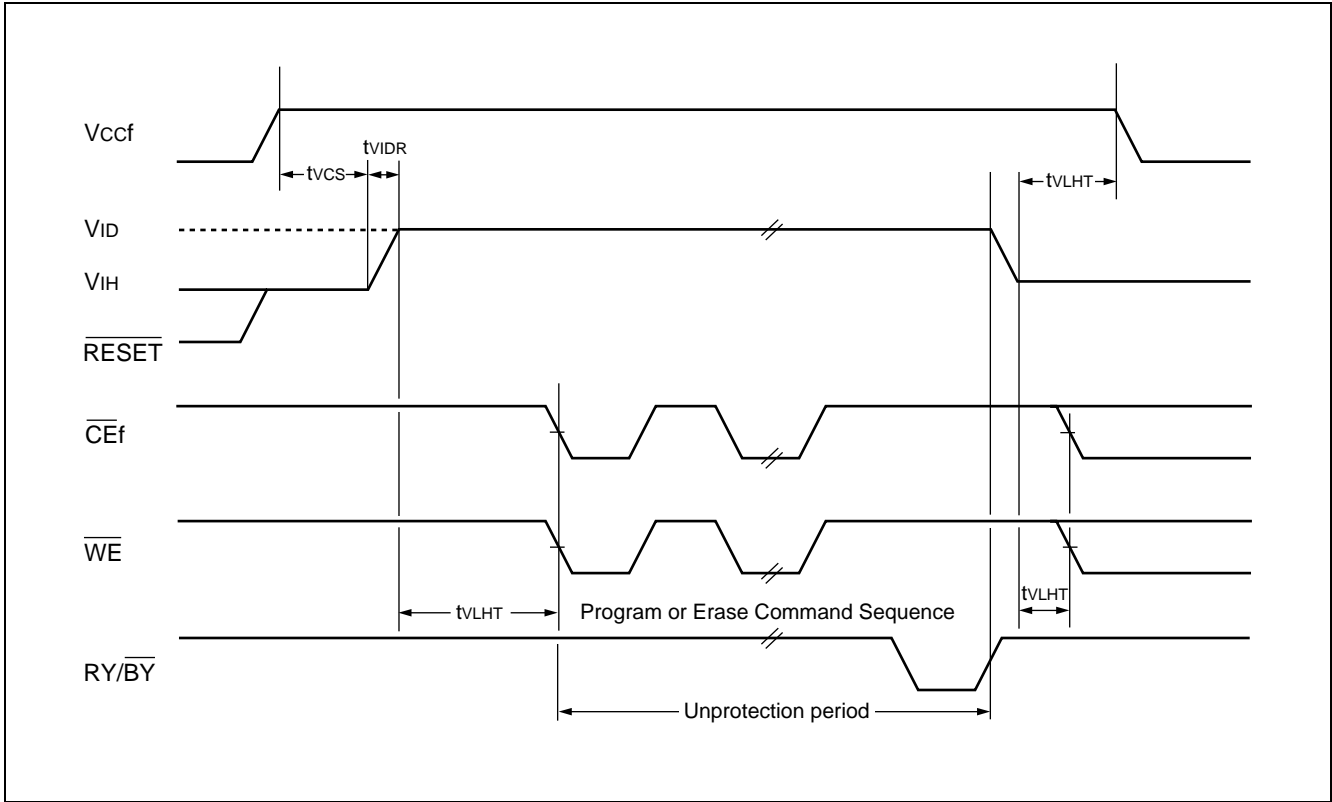 VCCf
tVIDR
tVCS
tVLHT
VID
VIH
RESET
CEf
WE
tVLHT
tVLHT
Program or Erase Command Sequence
RY/BY
Unprotection period